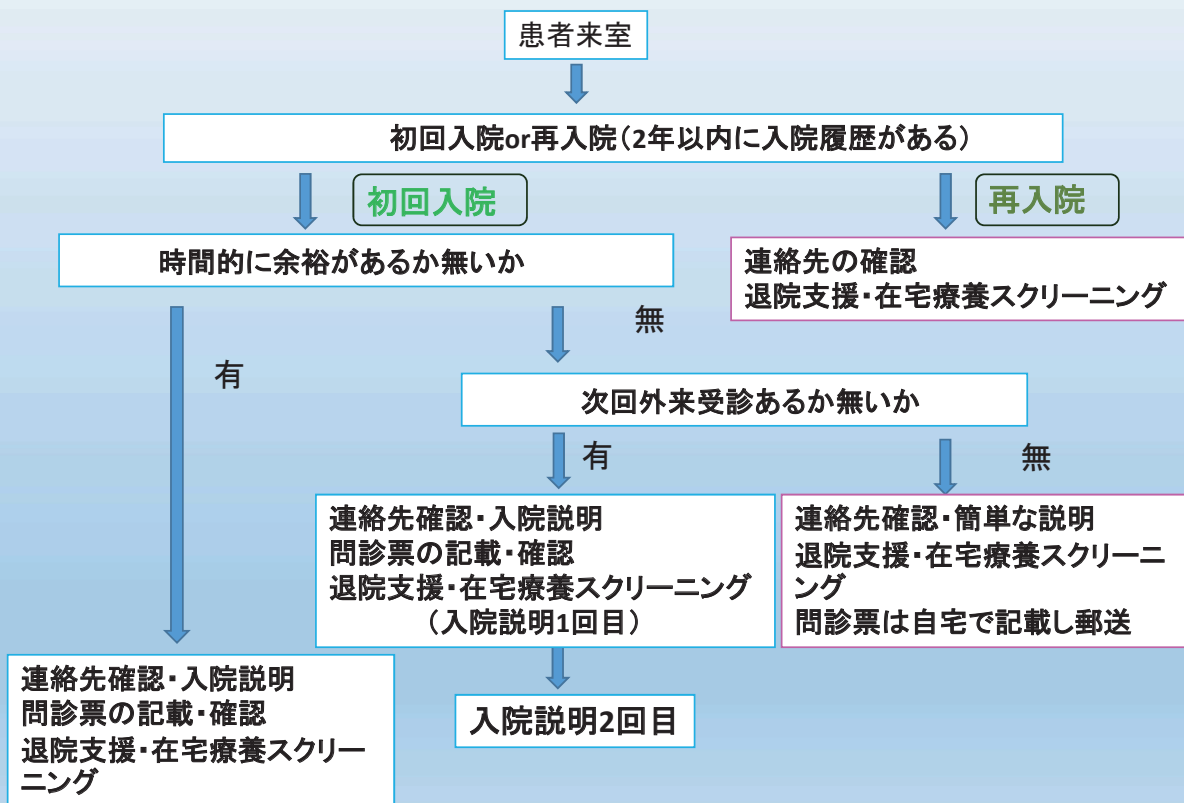 患者来室
初回入院or再入院（2年以内に入院履歴がある）
初回入院
再入院
時間的に余裕があるか無いか
連絡先の確認
退院支援・在宅療養スクリーニング
無
有
次回外来受診あるか無いか
有
無
連絡先確認・入院説明
問診票の記載・確認
退院支援・在宅療養スクリーニング
（入院説明1回目）
連絡先確認・簡単な説明
退院支援・在宅療養スクリーニ
ング
問診票は自宅で記載し郵送
連絡先確認・入院説明
問診票の記載・確認
退院支援・在宅療養スクリー
ニング
入院説明2回目